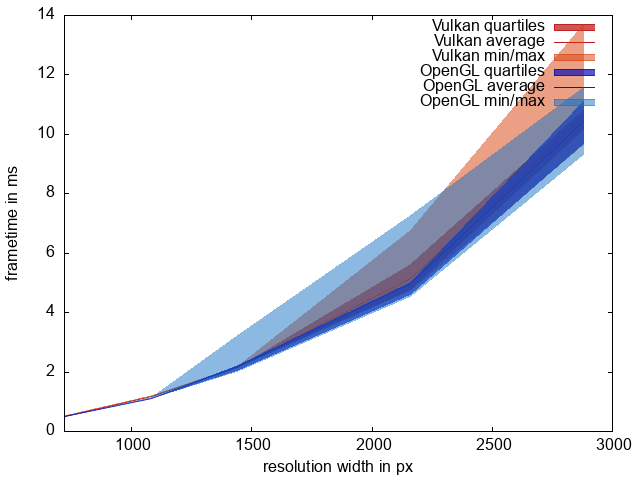 14
12
10
8
6
4
2
0
frametime in ms
Vulkan quartiles
Vulkan average
Vulkan min/max
OpenGL quartiles
OpenGL average
OpenGL min/max
1000 1500 2000 2500 3000
resolution width in px